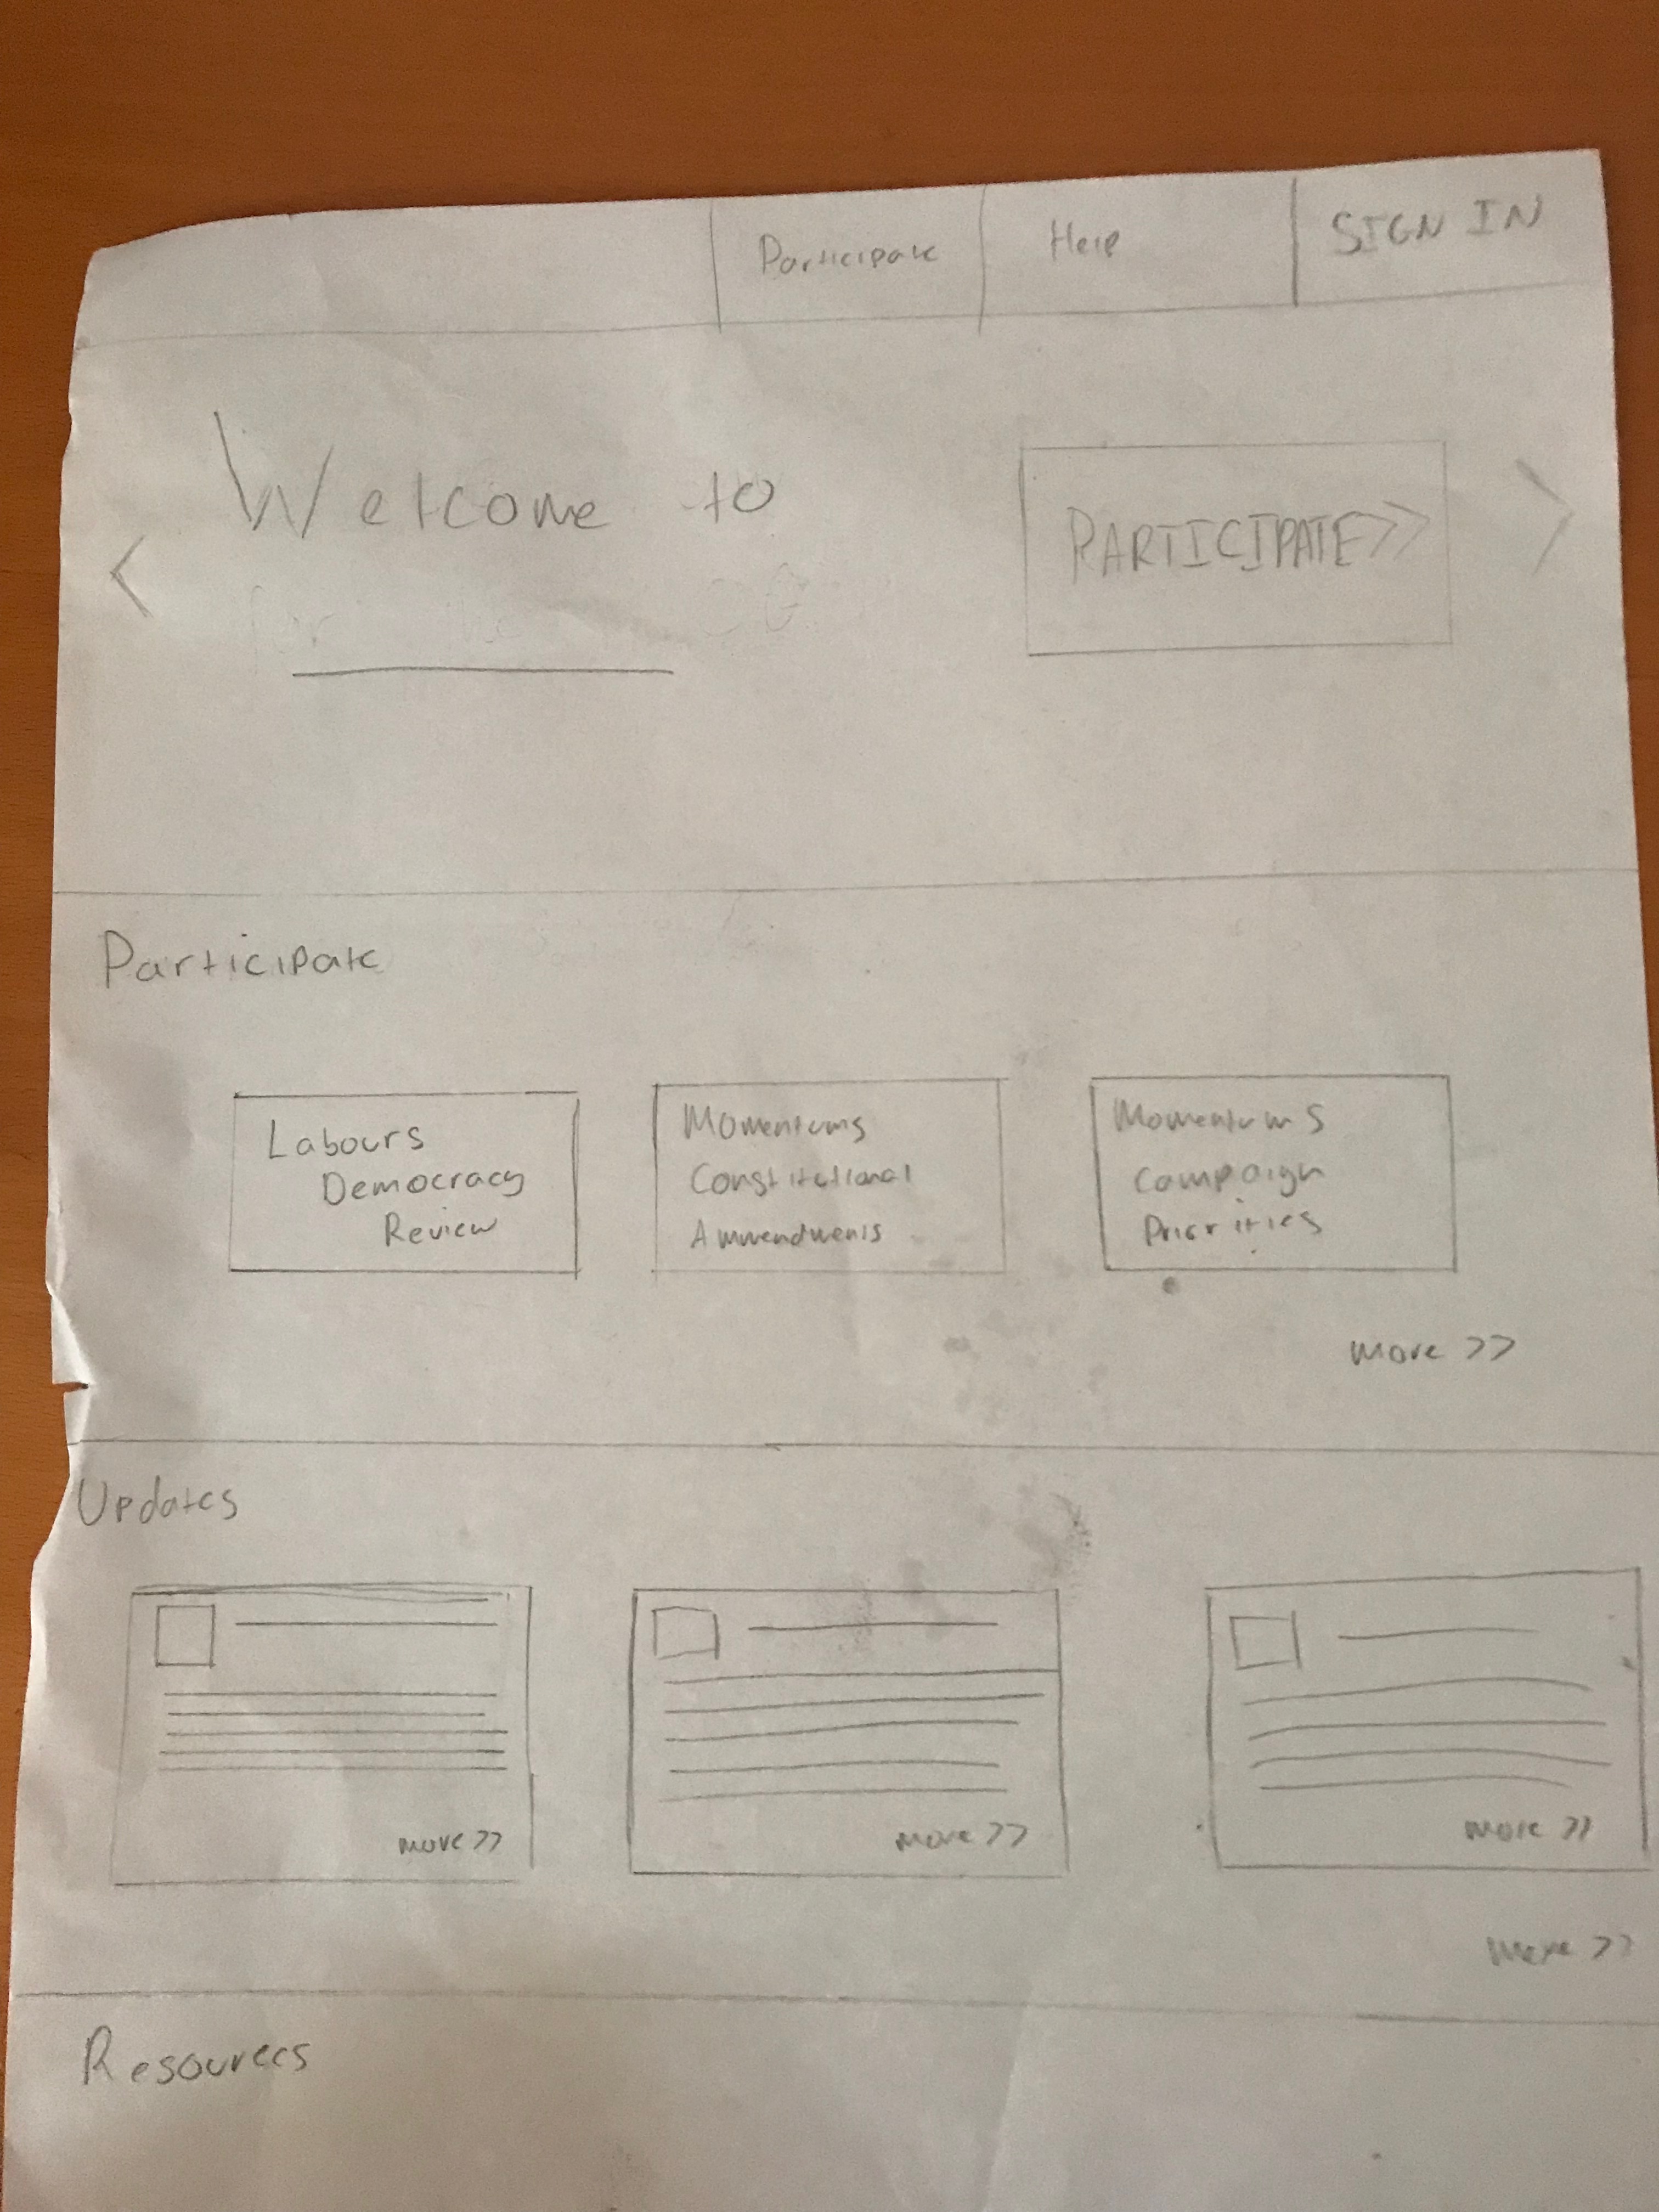 Participate Help SIGN IN
<
Welcome to
PARTICIPATE>>
>
Participate
Labours
Democracy
Review
Momentums
Constitutional
Ammendments
Momentums
Campaign
Priorities
more >>
Updates
more >>
more >>
more >>
more >>
Resources